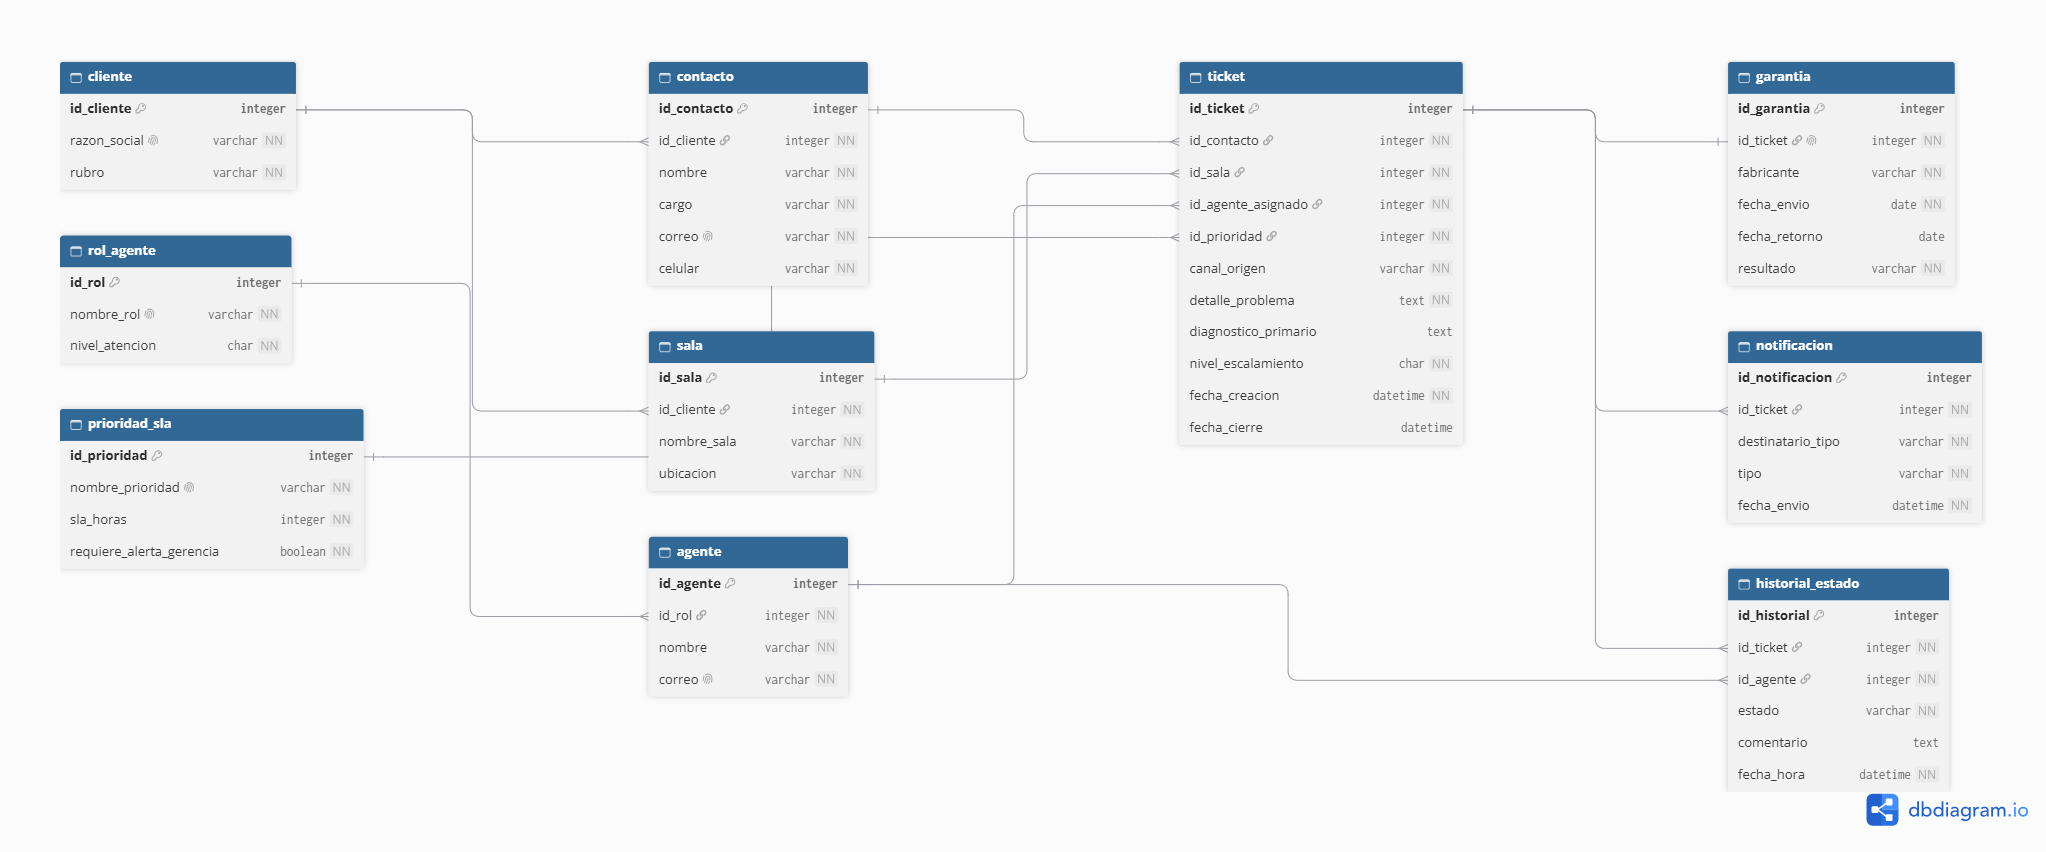 cliente
id_cliente integer
razon_social varchar NN
rubro varchar NN
rol_agente
id_rol integer
nombre_rol varchar NN
nivel_atencion char NN
prioridad_sla
id_prioridad integer
nombre_prioridad varchar NN
sla_horas integer NN
requiere_alerta_gerencia boolean NN
contacto
id_contacto integer
id_cliente integer NN
nombre varchar NN
cargo varchar NN
correo varchar NN
celular varchar NN
sala
id_sala integer
id_cliente integer NN
nombre_sala varchar NN
ubicacion varchar NN
agente
id_agente integer
id_rol integer NN
nombre varchar NN
correo varchar NN
ticket
id_ticket integer
id_contacto integer NN
id_sala integer NN
id_agente_asignado integer NN
id_prioridad integer NN
canal_origen varchar NN
detalle_problema text NN
diagnostico_primario text
nivel_escalamiento char NN
fecha_creacion datetime NN
fecha_cierre datetime
garantia
id_garantia integer
id_ticket integer NN
fabricante varchar NN
fecha_envio date NN
fecha_retorno date
resultado varchar NN
notificacion
id_notificacion integer
id_ticket integer NN
destinatario_tipo varchar NN
tipo varchar NN
fecha_envio datetime NN
historial_estado
id_historial integer
id_ticket integer NN
id_agente integer NN
estado varchar NN
comentario text
fecha_hora datetime NN
dbdiagram.io